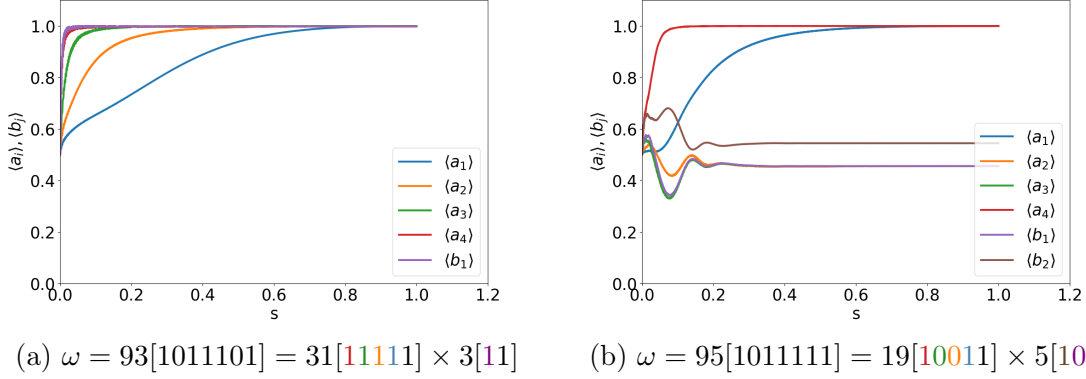 1.0
0.8
0.6
0.4
0.2
0.0
⟨a_i⟩,⟨b_j⟩
⟨a_1⟩
⟨a_2⟩
⟨a_3⟩
⟨a_4⟩
⟨b_1⟩
0.0 0.2 0.4 0.6 0.8 1.0 1.2
s
(a) ω = 93[1011101] = 31[11111] × 3[11]
1.0
0.8
0.6
0.4
0.2
0.0
⟨a_i⟩,⟨b_j⟩
⟨a_1⟩
⟨a_2⟩
⟨a_3⟩
⟨a_4⟩
⟨b_1⟩
⟨b_2⟩
0.0 0.2 0.4 0.6 0.8 1.0 1.2
s
(b) ω = 95[1011111] = 19[10011] × 5[10